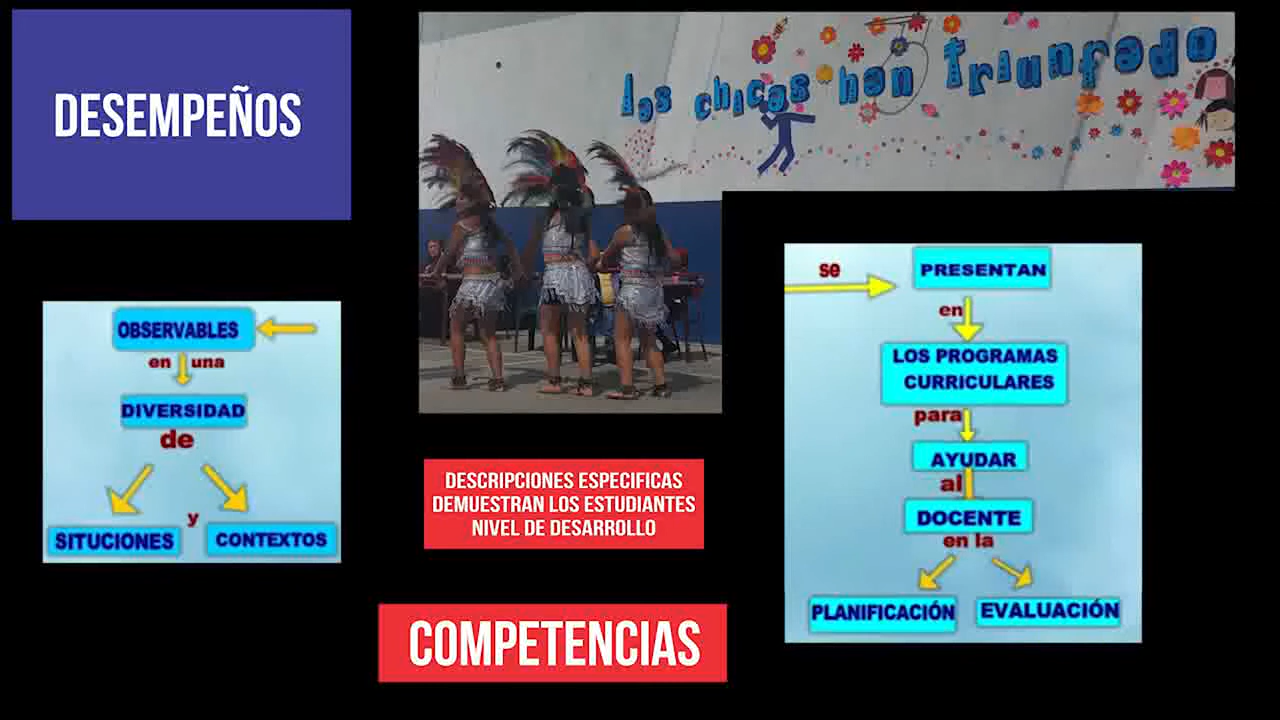 DESEMPEÑOS
las chicas han triunfado
OBSERVABLES
en una
DIVERSIDAD
de
y
SITUCIONES
CONTEXTOS
DESCRIPCIONES ESPECIFICAS
DEMUESTRAN LOS ESTUDIANTES
NIVEL DE DESARROLLO
COMPETENCIAS
se
PRESENTAN
en
LOS PROGRAMAS
CURRICULARES
para
AYUDAR
al
DOCENTE
en la
PLANIFICACIÓN
EVALUACIÓN